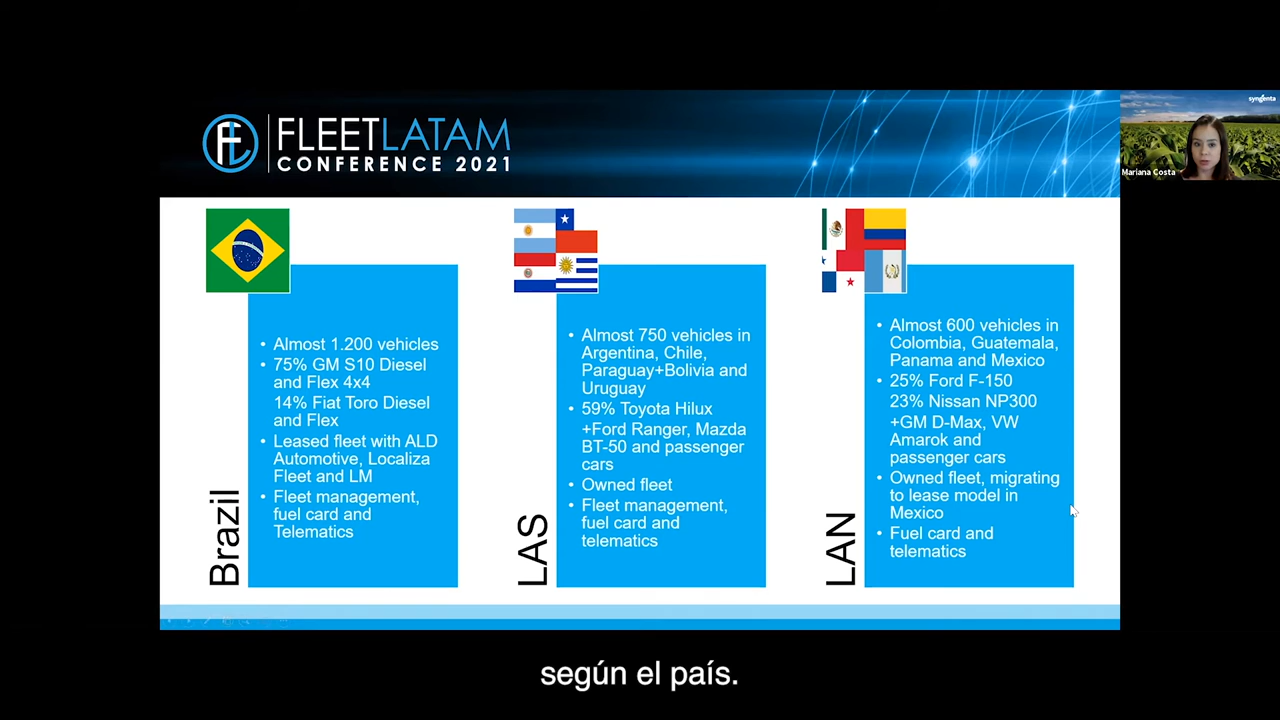 FLEETLATAM
CONFERENCE 2021
syngenta
Mariana Costa
Brazil
• Almost 1.200 vehicles
• 75% GM S10 Diesel
and Flex 4x4
14% Fiat Toro Diesel
and Flex
• Leased fleet with ALD
Automotive, Localiza
Fleet and LM
• Fleet management,
fuel card and
Telematics
LAS
• Almost 750 vehicles in
Argentina, Chile,
Paraguay+Bolivia and
Uruguay
• 59% Toyota Hilux
+Ford Ranger, Mazda
BT-50 and passenger
cars
• Owned fleet
• Fleet management,
fuel card and
telematics
LAN
• Almost 600 vehicles in
Colombia, Guatemala,
Panama and Mexico
• 25% Ford F-150
23% Nissan NP300
+GM D-Max, VW
Amarok and
passenger cars
• Owned fleet, migrating
to lease model in
Mexico
• Fuel card and
telematics
según el país.